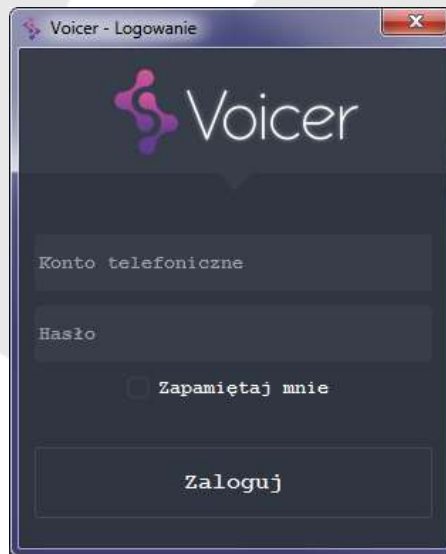 Voicer - Logowanie
Voicer
Konto telefoniczne
Hasło
Zapamiętaj mnie
Zaloguj